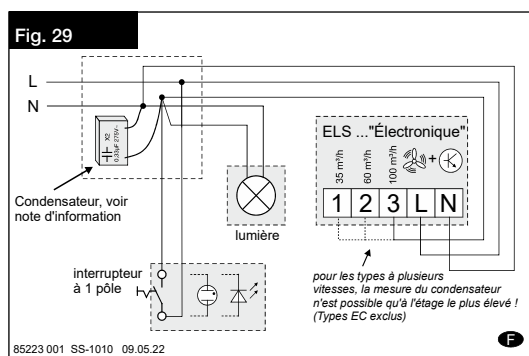 Fig. 29
L
N
X2
0.33µF 275V~
Condensateur, voir
note d'information
lumière
ELS ..."Électronique"
35 m³/h
60 m³/h
100 m³/h
+
1 2 3 L N
interrupteur
à 1 pôle
pour les types à plusieurs
vitesses, la mesure du condensateur
n'est possible qu'à l'étage le plus élevé !
(Types EC exclus)
85223 001 SS-1010 09.05.22
F